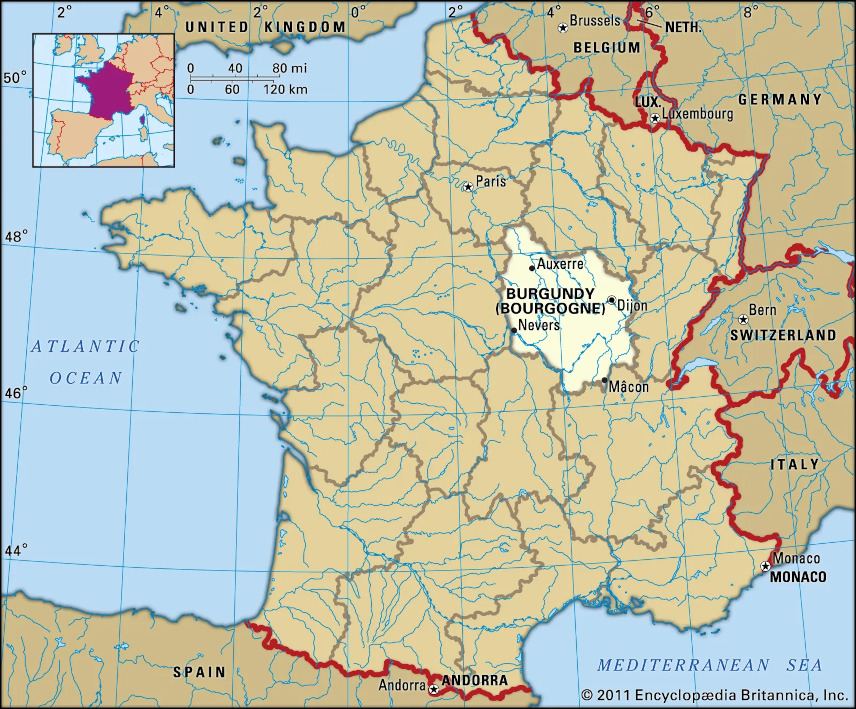 4° 2° 0° 2° 4° 6° 8°
UNITED KINGDOM
Brussels
NETH.
BELGIUM
0 40 80 mi
0 60 120 km
50°
LUX.
Luxembourg
GERMANY
Paris
48°
Auxerre
BURGUNDY
(BOURGOGNE)
Dijon
Nevers
Bern
SWITZERLAND
ATLANTIC
OCEAN
46°
Mâcon
ITALY
44°
Monaco
MONACO
SPAIN
Andorra
ANDORRA
MEDITERRANEAN SEA
© 2011 Encyclopædia Britannica, Inc.